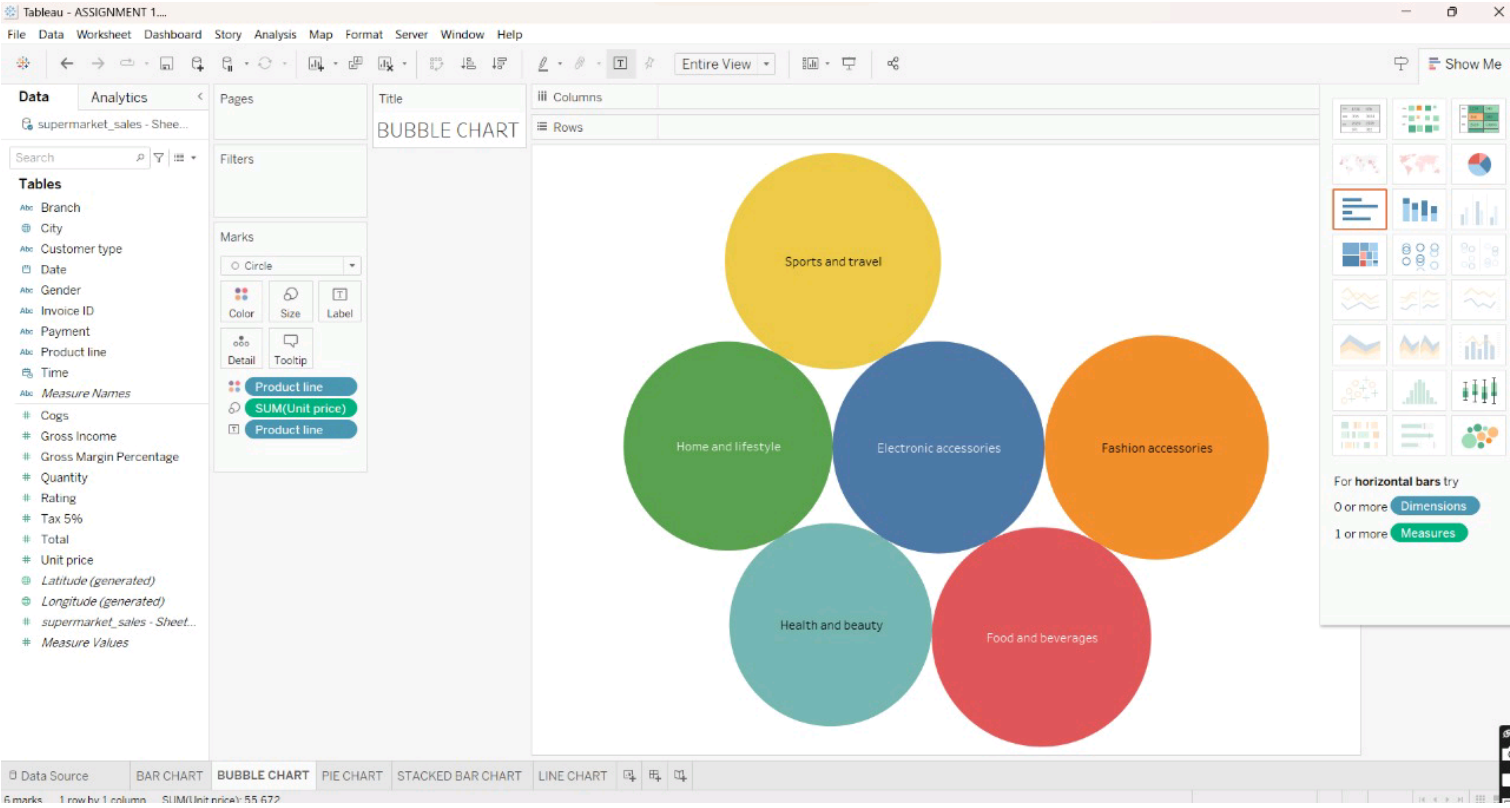 Tableau - ASSIGNMENT 1....
File Data Worksheet Dashboard Story Analysis Map Format Server Window Help
Entire View
Show Me
Data Analytics
supermarket_sales - Shee...
Search
Tables
Abc Branch
City
Abc Customer type
Date
Abc Gender
Abc Invoice ID
Abc Payment
Abc Product line
Time
Abc Measure Names
# Cogs
# Gross Income
# Gross Margin Percentage
# Quantity
# Rating
# Tax 5%
# Total
# Unit price
Latitude (generated)
Longitude (generated)
# supermarket_sales - Sheet...
# Measure Values
Pages
Filters
Marks
Circle
Color Size Label
Detail Tooltip
Product line
SUM(Unit price)
Product line
Title
BUBBLE CHART
Columns
Rows
Sports and travel
Home and lifestyle
Electronic accessories
Fashion accessories
Health and beauty
Food and beverages
For horizontal bars try
0 or more Dimensions
1 or more Measures
Data Source BAR CHART BUBBLE CHART PIE CHART STACKED BAR CHART LINE CHART
6 marks 1 row by 1 column SUM(Unit price): 55,672